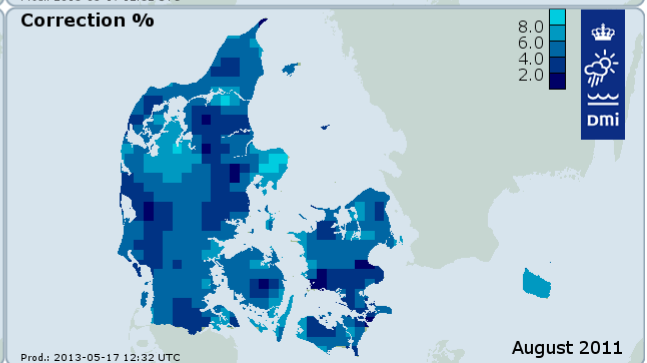 Correction %
8.0
6.0
4.0
2.0
DMI
August 2011
Prod.: 2013-05-17 12:32 UTC